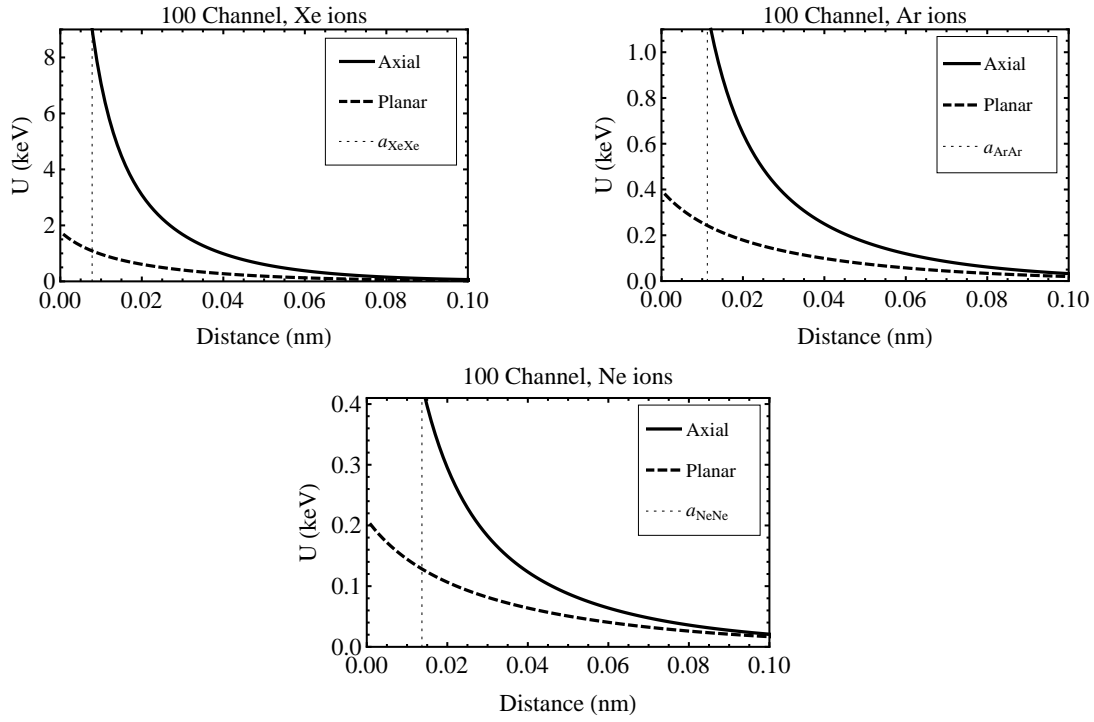 100 Channel, Xe ions
U (keV)
8
6
4
2
0
0.00 0.02 0.04 0.06 0.08 0.10
Distance (nm)
Axial
Planar
aXeXe
100 Channel, Ar ions
U (keV)
1.0
0.8
0.6
0.4
0.2
0.0
0.00 0.02 0.04 0.06 0.08 0.10
Distance (nm)
Axial
Planar
aArAr
100 Channel, Ne ions
U (keV)
0.4
0.3
0.2
0.1
0.0
0.00 0.02 0.04 0.06 0.08 0.10
Distance (nm)
Axial
Planar
aNeNe